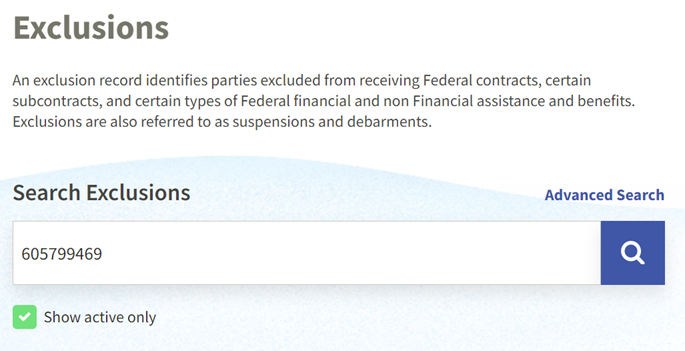 Exclusions
An exclusion record identifies parties excluded from receiving Federal contracts, certain
subcontracts, and certain types of Federal financial and non Financial assistance and benefits.
Exclusions are also referred to as suspensions and debarments.
Search Exclusions
Advanced Search
605799469
Show active only